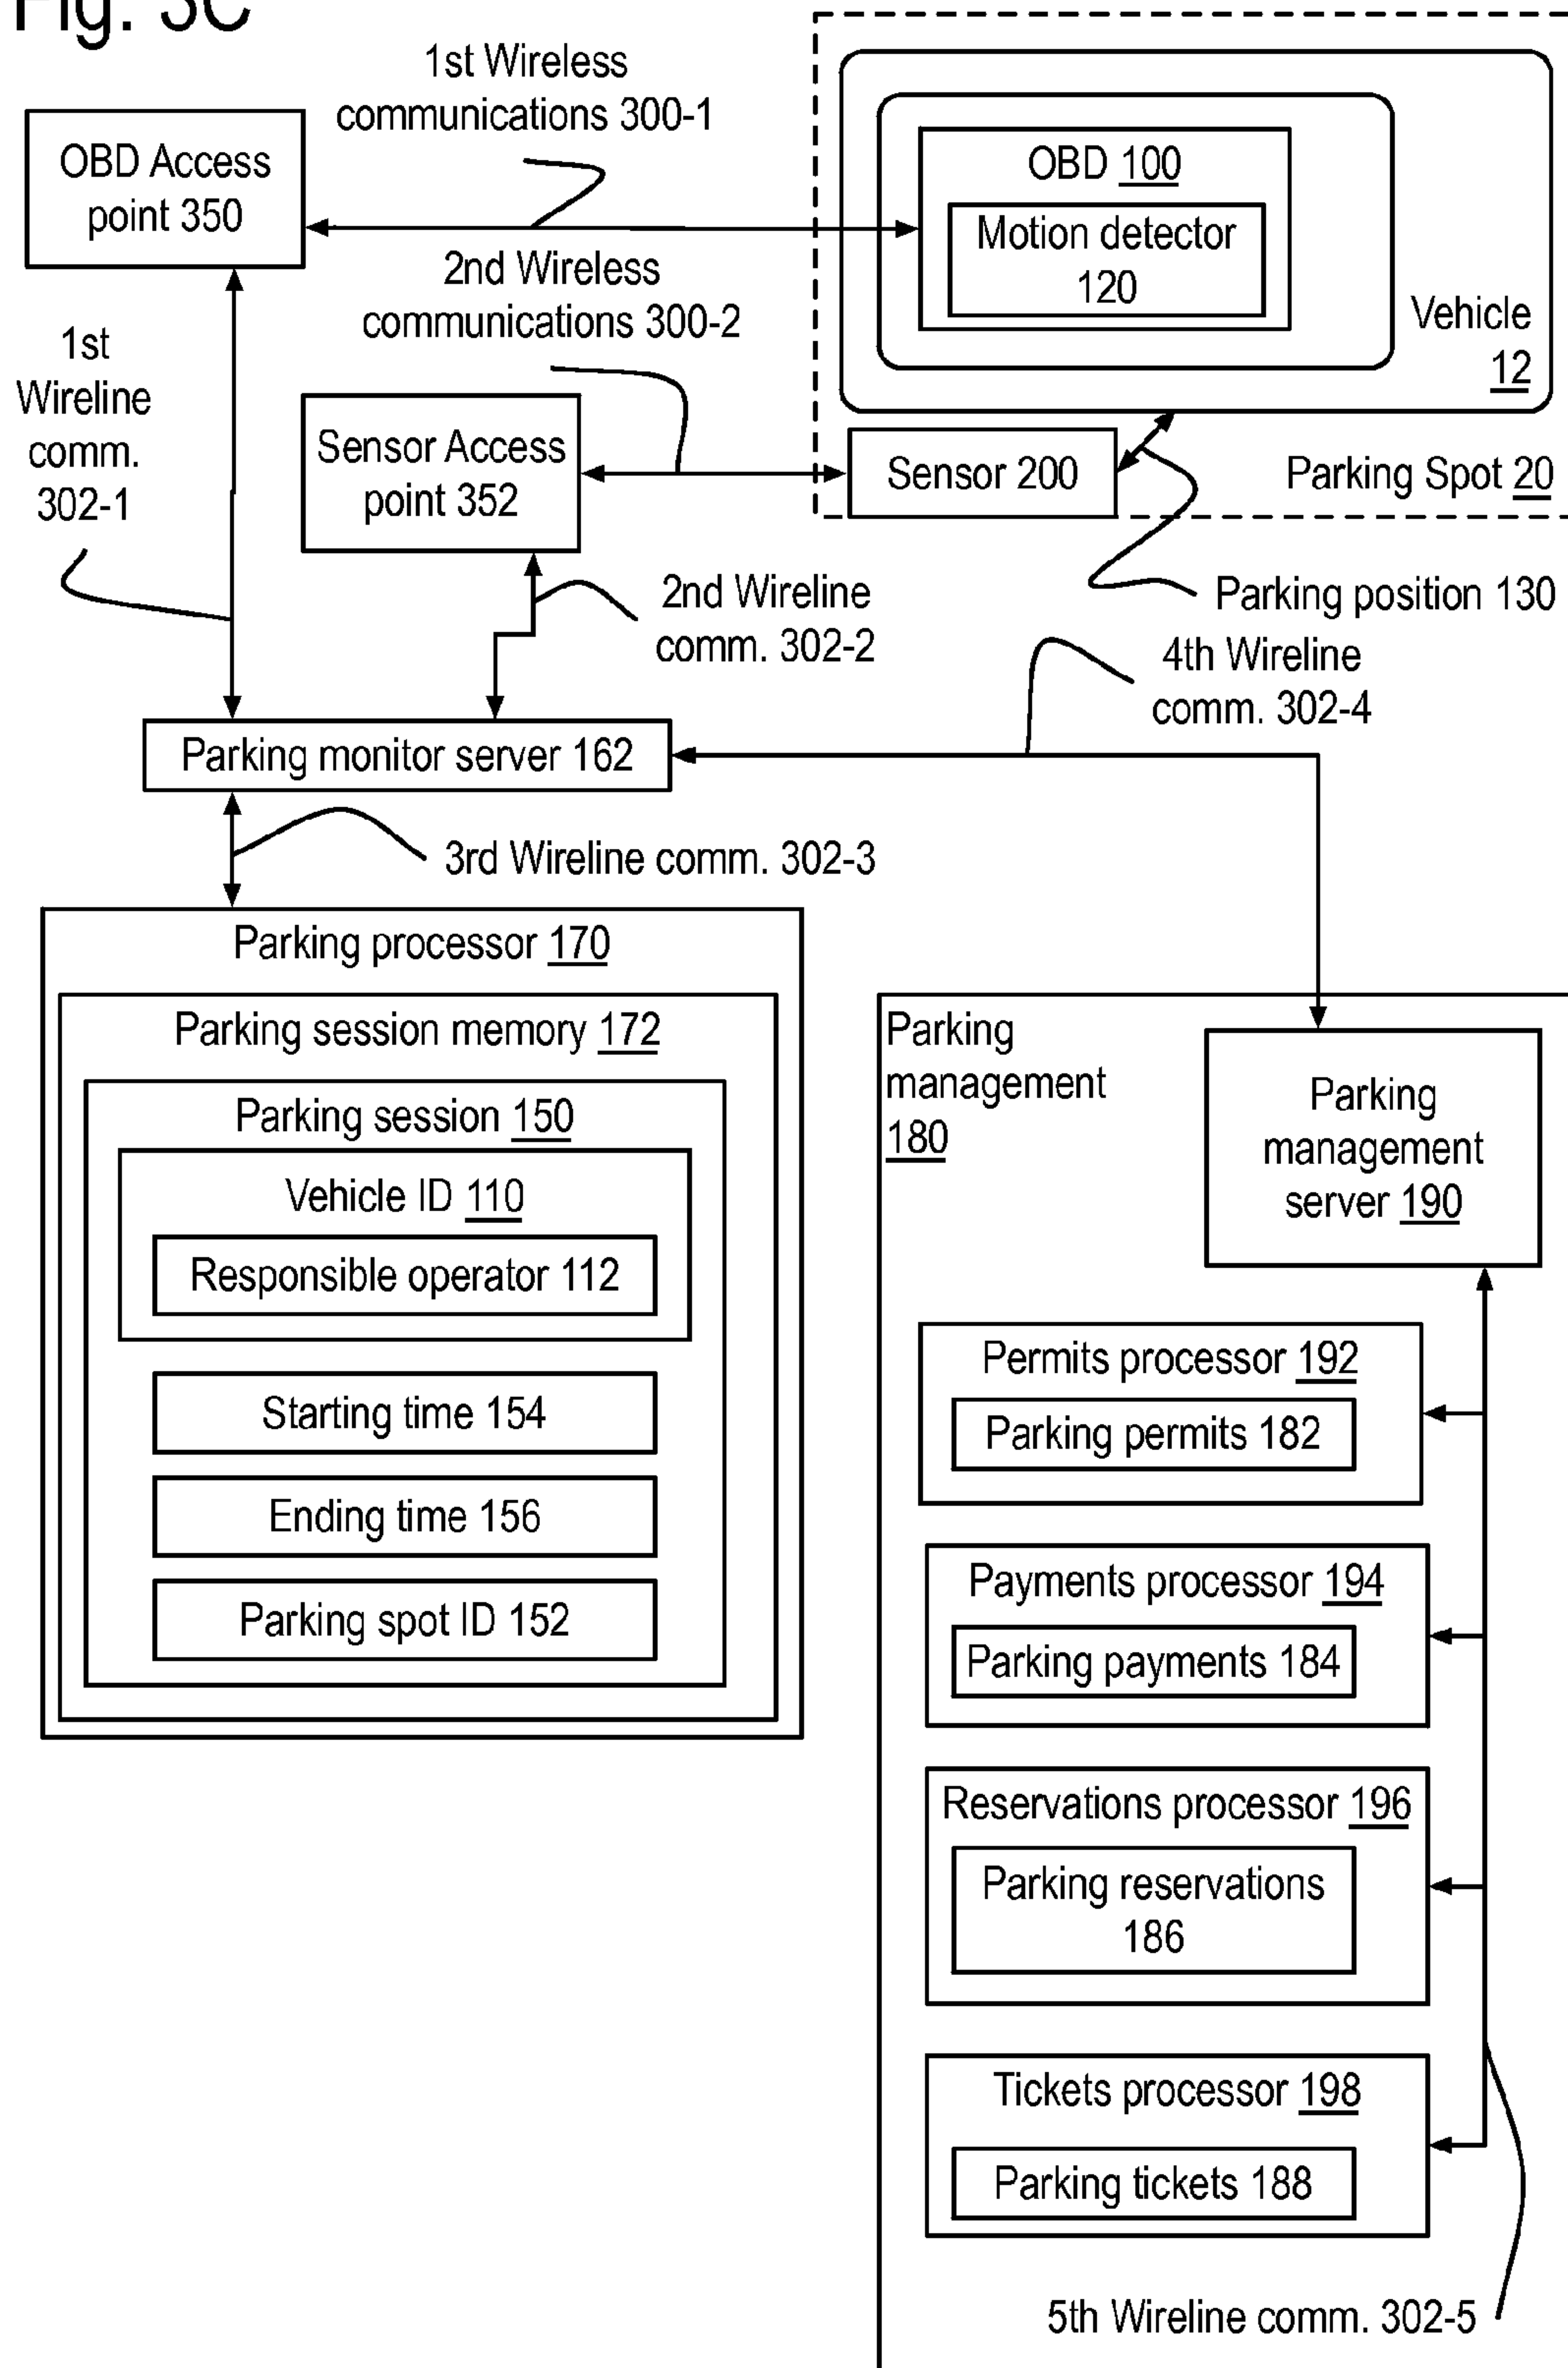 Fig. 3C
1st Wireless
communications 300-1
OBD Access
point 350
OBD 100
Motion detector
120
Vehicle
12
2nd Wireless
communications 300-2
1st
Wireline
comm.
302-1
Sensor Access
point 352
Sensor 200
Parking Spot 20
Parking position 130
2nd Wireline
comm. 302-2
4th Wireline
comm. 302-4
Parking monitor server 162
3rd Wireline comm. 302-3
Parking processor 170
Parking session memory 172
Parking session 150
Vehicle ID 110
Responsible operator 112
Starting time 154
Ending time 156
Parking spot ID 152
Parking
management
180
Parking
management
server 190
Permits processor 192
Parking permits 182
Payments processor 194
Parking payments 184
Reservations processor 196
Parking reservations
186
Tickets processor 198
Parking tickets 188
5th Wireline comm. 302-5